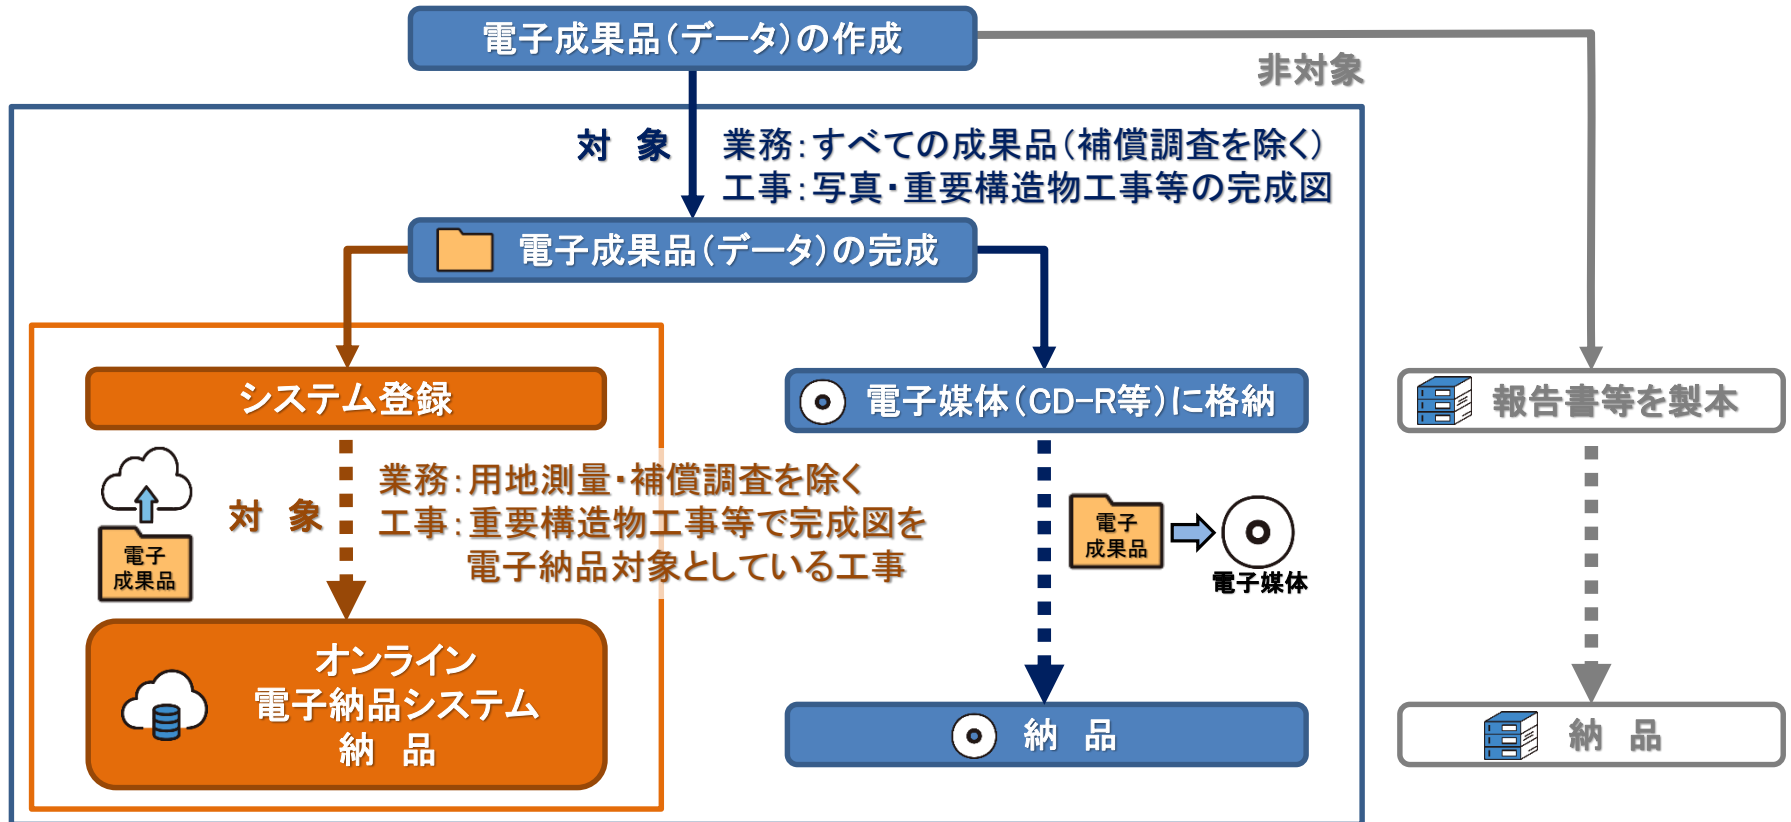 電子成果品（データ）の作成
非対象
対　象
業務：すべての成果品（補償調査を除く）
工事：写真・重要構造物工事等の完成図
電子成果品（データ）の完成
システム登録
電子媒体（CD-R等）に格納
報告書等を製本
対　象
業務：用地測量・補償調査を除く
工事：重要構造物工事等で完成図を
電子納品対象としている工事
電子
成果品
電子
成果品
電子媒体
オンライン
電子納品システム
納　品
納　品
納　品